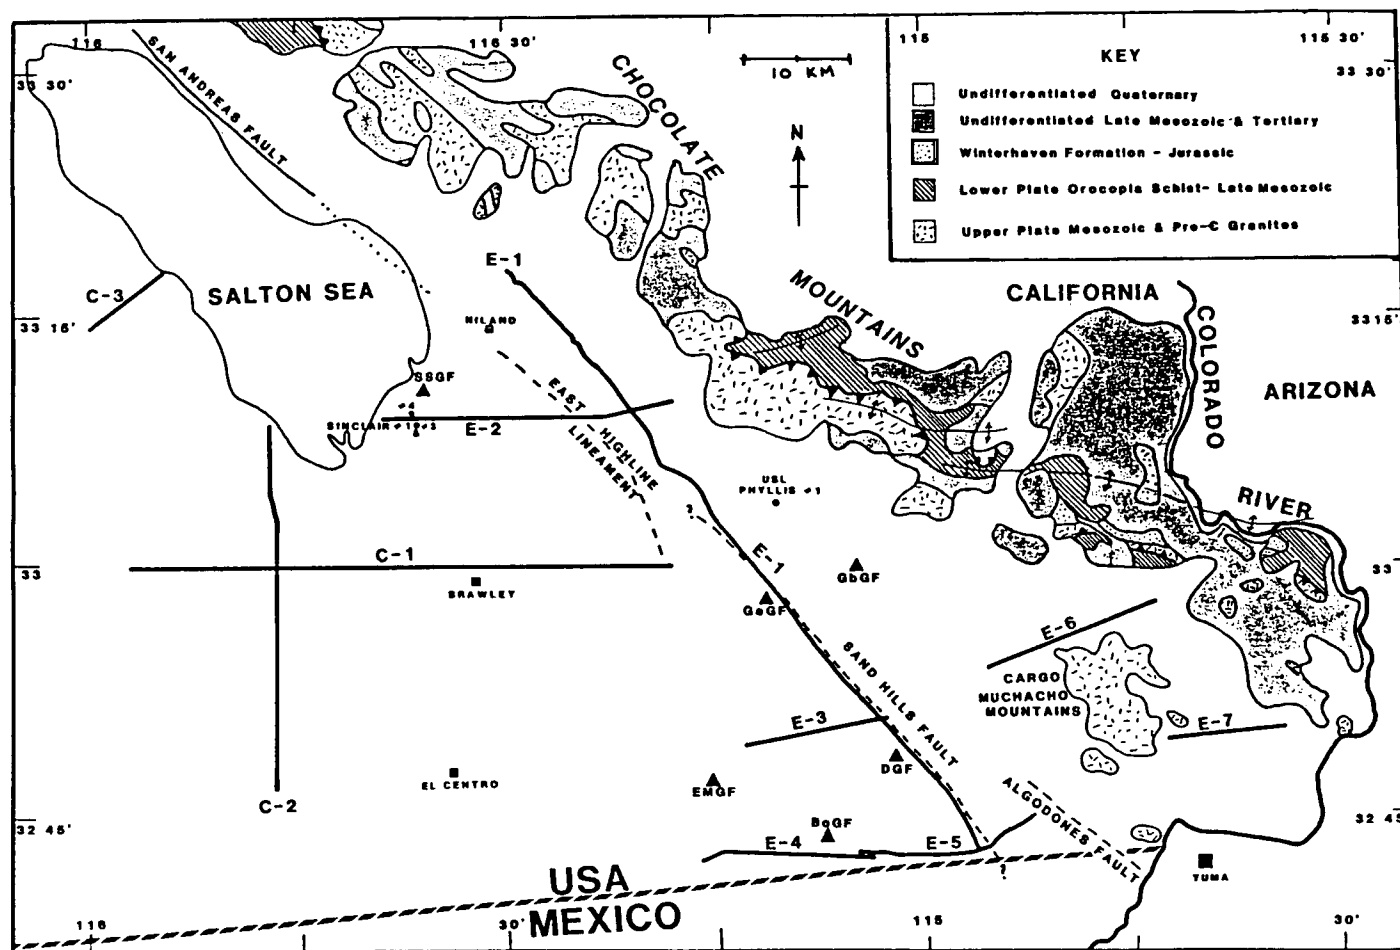 116
116 30'
115
115 30'
33 30'
33 30'
SAN ANDREAS FAULT
CHOCOLATE
MOUNTAINS
10 KM
N
KEY
Undifferentiated Quaternary
Undifferentiated Late Mesozoic & Tertiary
Winterhaven Formation - Jurassic
Lower Plate Orocopia Schist- Late Mesozoic
Upper Plate Mesozoic & Pre-C Granites
E-1
C-3
SALTON SEA
CALIFORNIA
COLORADO
RIVER
ARIZONA
33 15'
33 15'
NILAND
SSGF
#4
SINCLAIR #1 #3
E-2
EAST HIGHLINE
LINEAMENT
USL
PHYLLIS #1
?
C-1
E-1
33
33
BRAWLEY
GbGF
GaGF
E-6
SAND HILLS FAULT
CARGO
MUCHACHO
MOUNTAINS
E-3
E-7
DGF
EL CENTRO
EMGF
C-2
ALGODONES FAULT
32 45'
32 45
BoGF
E-4
E-5
?
YUMA
USA
MEXICO
116
30'
115
30'